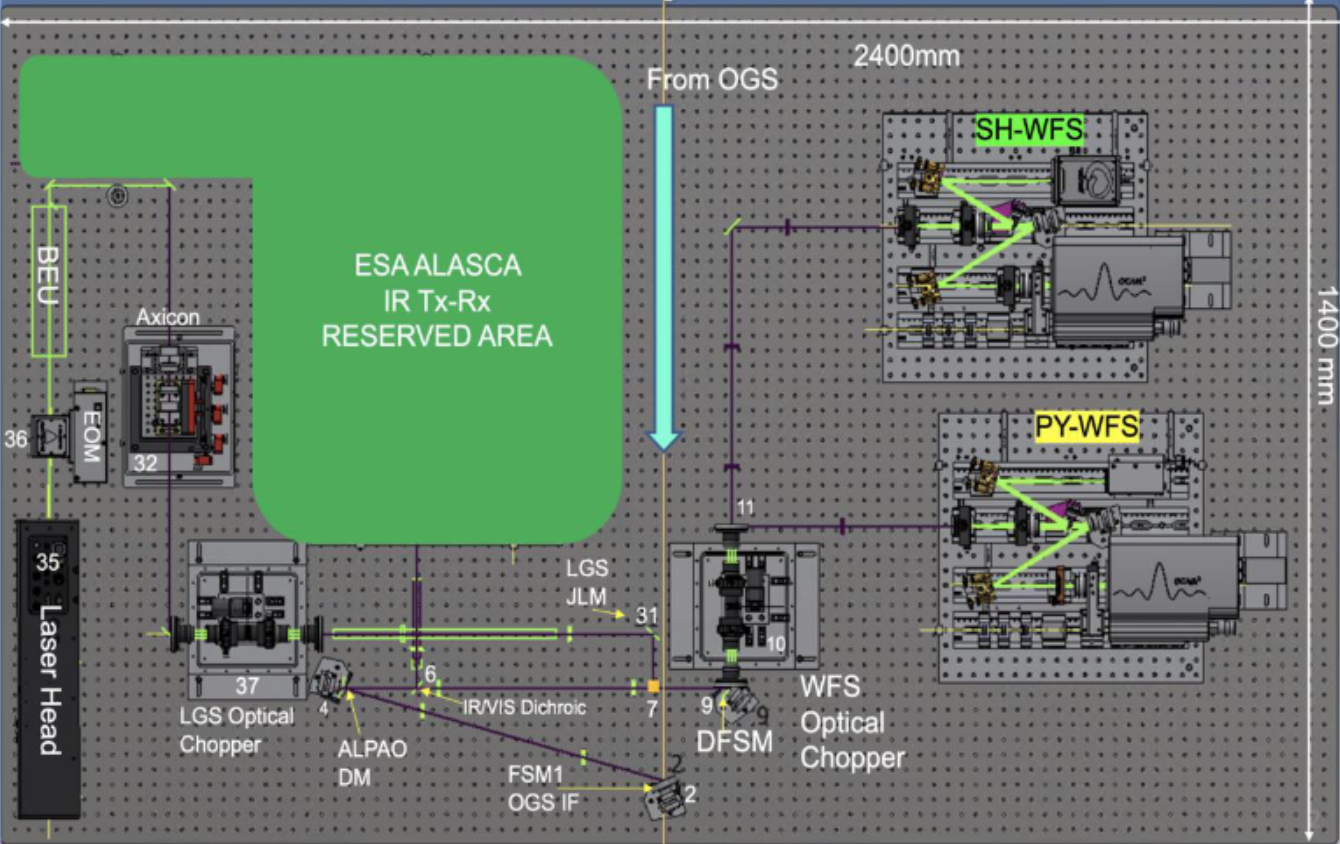 2400mm
From OGS
SH-WFS
BEU
ESA ALASCA
IR Tx-Rx
RESERVED AREA
1400 mm
Axicon
OCAM²
36
EOM
32
PY-WFS
11
35
Laser Head
LGS
JLM
31
10
OCAM²
37
6
4
IR/VIS Dichroic
7
9
9
WFS
Optical
Chopper
LGS Optical
Chopper
DFSM
ALPAO
DM
2
FSM1
OGS IF
2